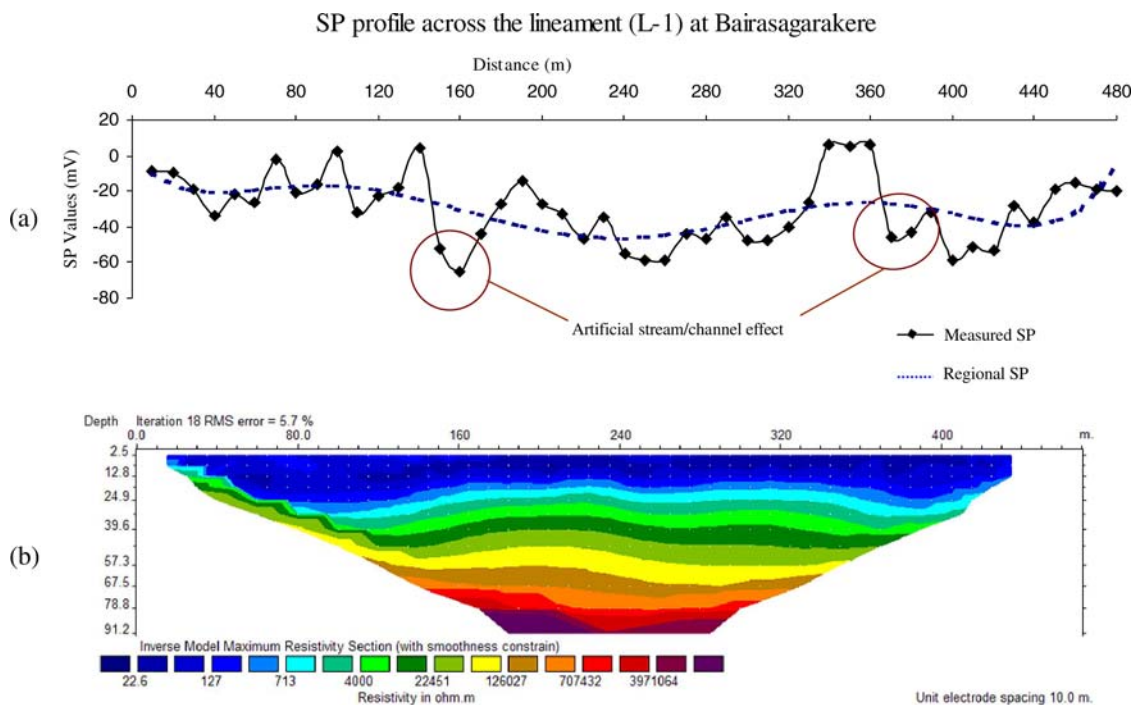 SP profile across the lineament (L-1) at Bairasagarakere
Distance (m)
0 40 80 120 160 200 240 280 320 360 400 440 480
20
0
-20
-40
-60
-80
SP Values (mV)
(a)
Artificial stream/channel effect
Measured SP
Regional SP
Depth Iteration 18 RMS error = 5.7 %
0.0 80.0 160 240 320 400 m.
2.5
12.8
24.9
39.6
57.3
67.5
78.8
91.2
(b)
Inverse Model Maximum Resistivity Section (with smoothness constrain)
22.6 127 713 4000 22451 126027 707432 3971064
Resistivity in ohm.m
Unit electrode spacing 10.0 m.